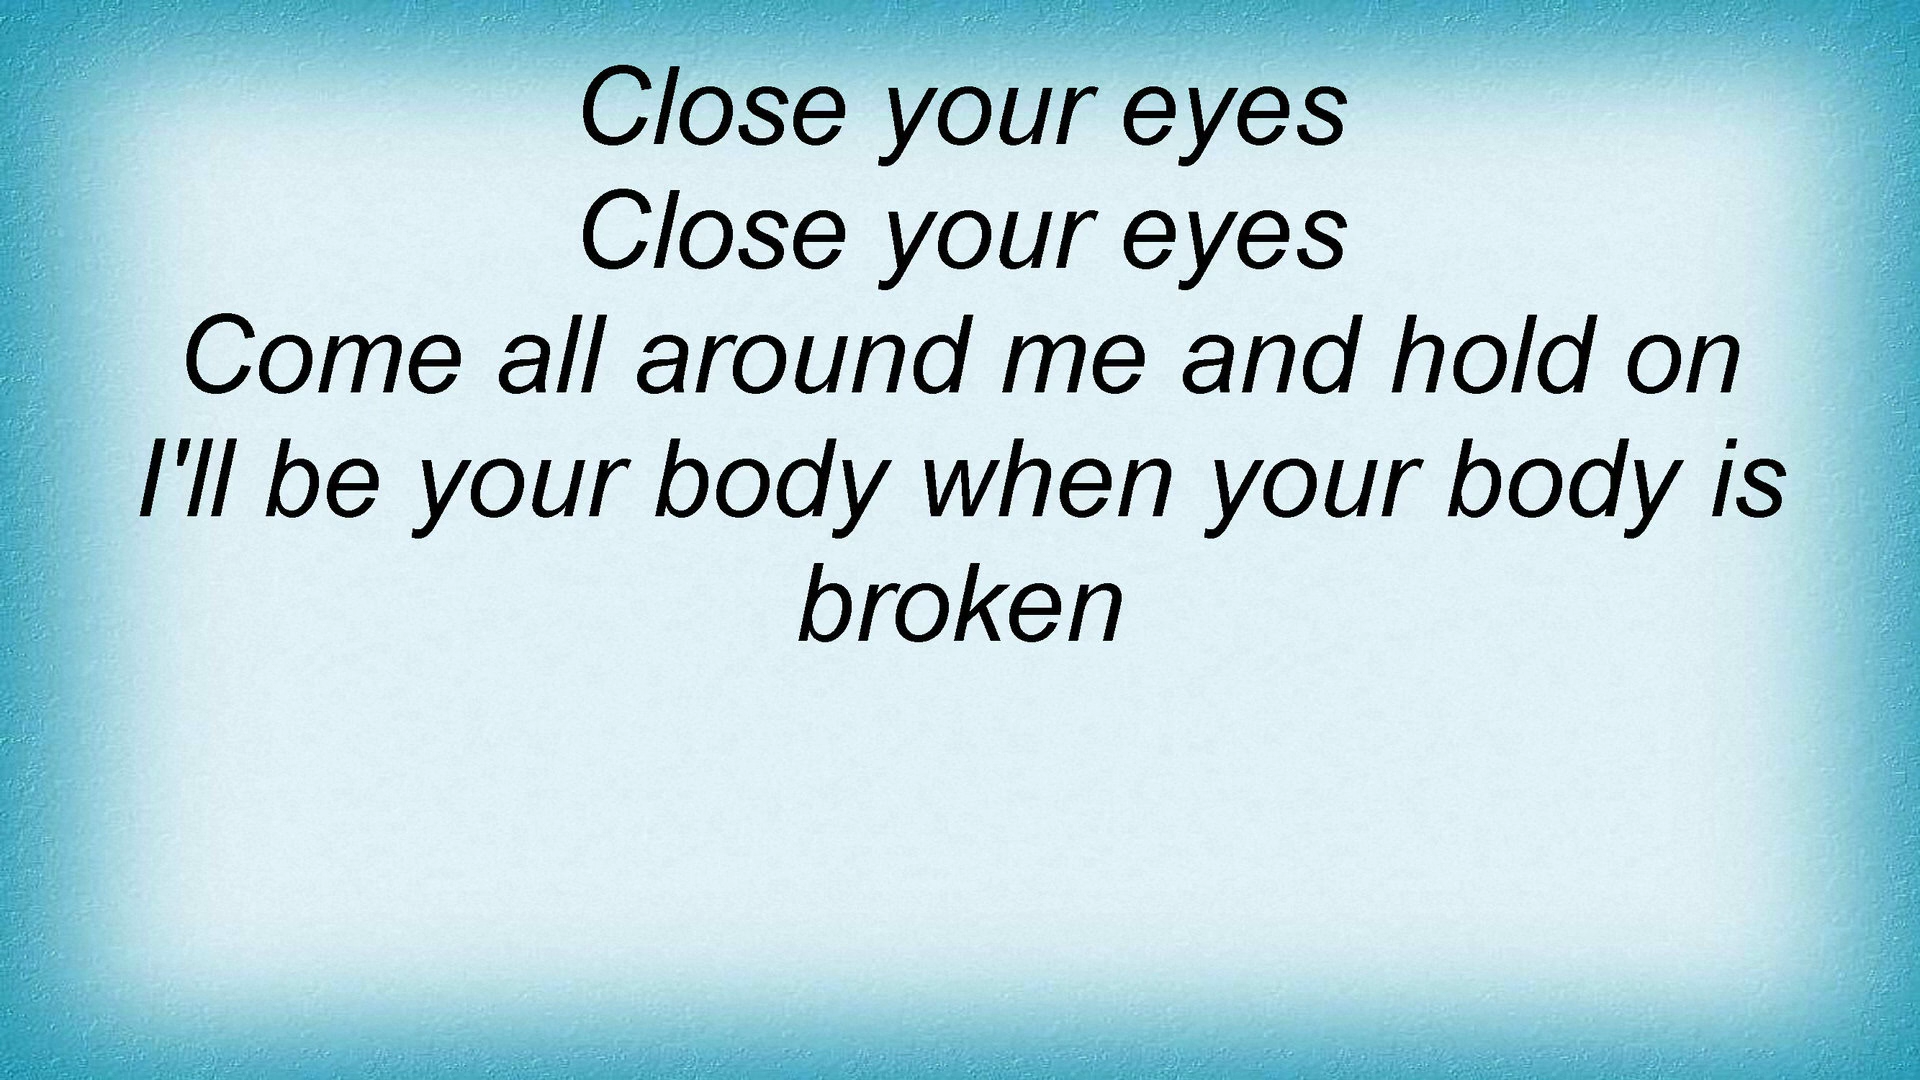 Close your eyes
Close your eyes
Come all around me and hold on
I'll be your body when your body is
broken